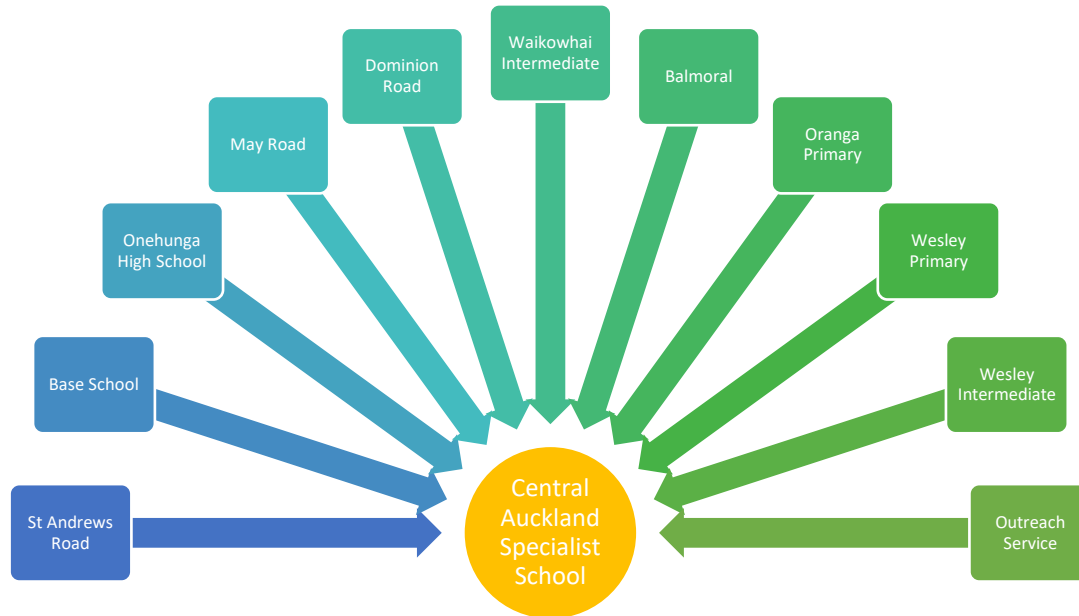 Waikowhai
Intermediate
Dominion
Road
Balmoral
May Road
Oranga
Primary
Onehunga
High School
Wesley
Primary
Base School
Wesley
Intermediate
St Andrews
Road
Central
Auckland
Specialist
School
Outreach
Service